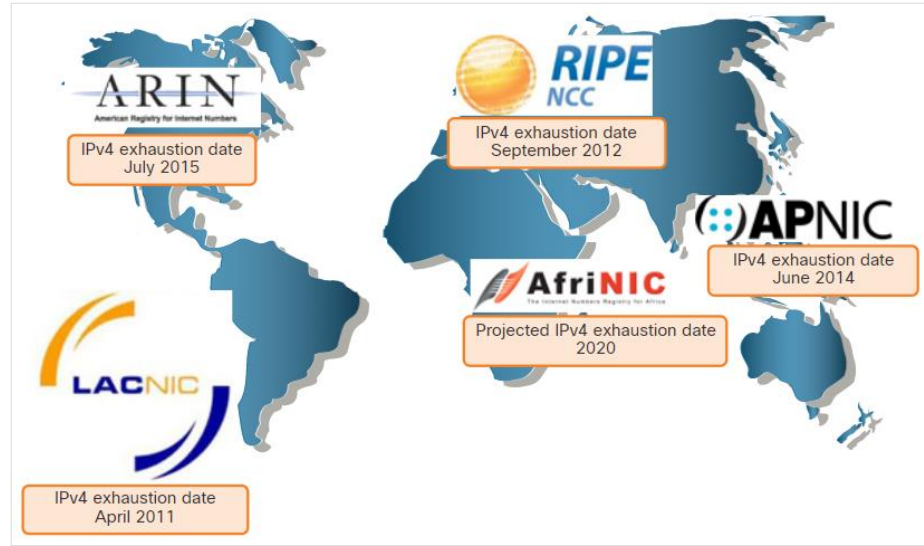 ARIN
American Registry for Internet Numbers
IPv4 exhaustion date
July 2015
RIPE
NCC
IPv4 exhaustion date
September 2012
APNIC
IPv4 exhaustion date
June 2014
AfriNIC
The Internet Numbers Registry for Africa
Projected IPv4 exhaustion date
2020
LACNIC
IPv4 exhaustion date
April 2011